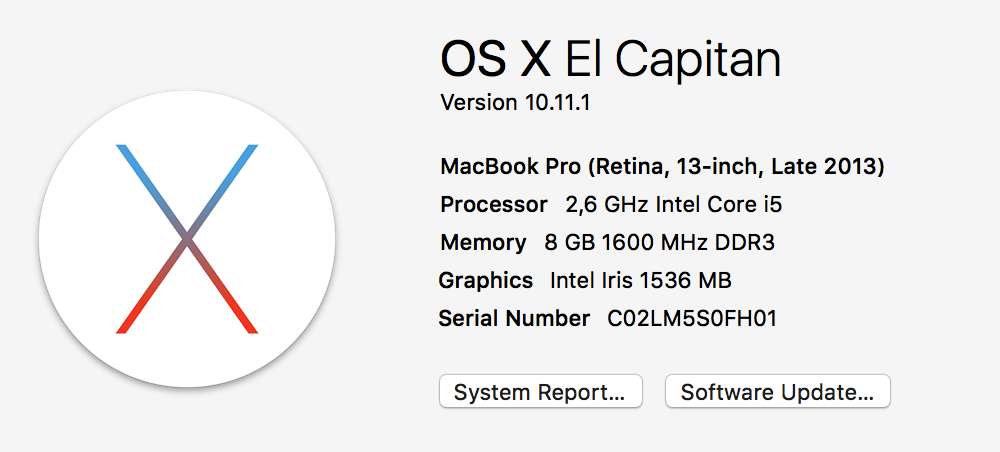 OS X El Capitan
Version 10.11.1
MacBook Pro (Retina, 13-inch, Late 2013)
Processor 2,6 GHz Intel Core i5
Memory 8 GB 1600 MHz DDR3
Graphics Intel Iris 1536 MB
Serial Number C02LM5S0FH01
System Report... Software Update...